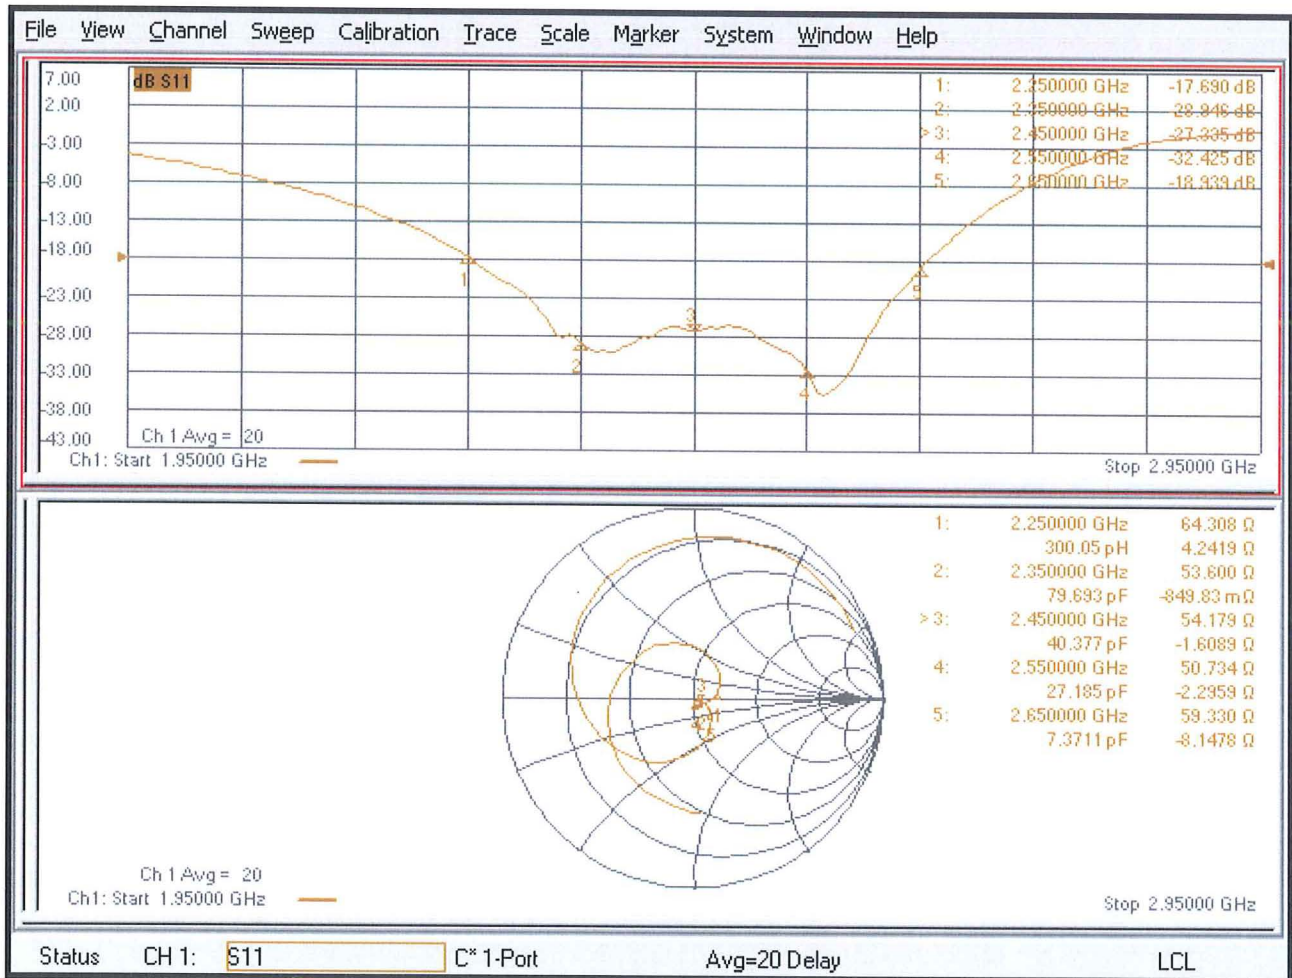 File View Channel Sweep Calibration Trace Scale Marker System Window Help
7.00
dB S11
2.00
-3.00
-8.00
-13.00
-18.00
-23.00
-28.00
-33.00
-38.00
-43.00
1: 2.250000 GHz -17.690 dB
2: 2.350000 GHz -28.946 dB
> 3: 2.450000 GHz -27.335 dB
4: 2.550000 GHz -32.425 dB
5: 2.650000 GHz -18.939 dB
1
2
3
4
5
Ch 1 Avg = 20
Ch1: Start 1.95000 GHz
Stop 2.95000 GHz
1: 2.250000 GHz 64.308 Ω
300.05 pH 4.2419 Ω
2: 2.350000 GHz 53.600 Ω
79.693 pF -849.83 mΩ
> 3: 2.450000 GHz 54.179 Ω
40.377 pF -1.6089 Ω
4: 2.550000 GHz 50.734 Ω
27.185 pF -2.2959 Ω
5: 2.650000 GHz 59.330 Ω
7.3711 pF -8.1478 Ω
3
1
Ch 1 Avg = 20
Ch1: Start 1.95000 GHz
Stop 2.95000 GHz
Status CH 1: S11 C* 1-Port Avg=20 Delay LCL